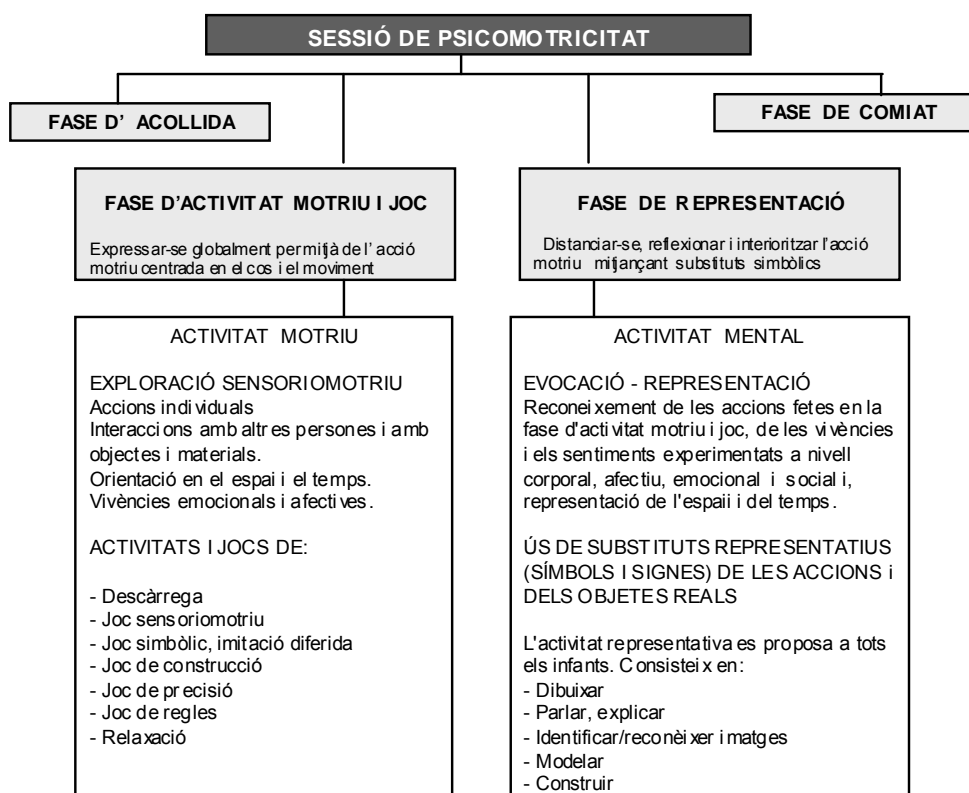 SESSIÓ DE PSICOMOTRICITAT
FASE D' ACOLLIDA
FASE DE COMIAT
FASE D'ACTIVITAT MOTRIU I JOC
Expressar-se globalment per mitjà de l'acció
motriu centrada en el cos i el moviment
FASE DE REPRESENTACIÓ
Distanciar-se, reflexionar i interioritzar l'acció
motriu mitjançant substituts simbòlics
ACTIVITAT MOTRIU
EXPLORACIÓ SENSORIOMOTRIU
Accions individuals
Interaccions amb altres persones i amb
objectes i materials.
Orientació en el espai i el temps.
Vivències emocionals i afectives.
ACTIVITATS I JOCS DE:
- Descàrrega
- Joc sensoriomotriu
- Joc simbòlic, imitació diferida
- Joc de construcció
- Joc de precisió
- Joc de regles
- Relaxació
ACTIVITAT MENTAL
EVOCACIÓ - REPRESENTACIÓ
Reconeixement de les accions fetes en la
fase d'activitat motriu i joc, de les vivències
i els sentiments experimentats a nivell
corporal, afectiu, emocional i social i,
representació de l'espaii i del temps.
ÚS DE SUBSTITUTS REPRESENTATIUS
(SÍMBOLS I SIGNES) DE LES ACCIONS i
DELS OBJETES REALS
L'activitat representativa es proposa a tots
els infants. Consisteix en:
- Dibuixar
- Parlar, explicar
- Identificar/reconèixer imatges
- Modelar
- Construir